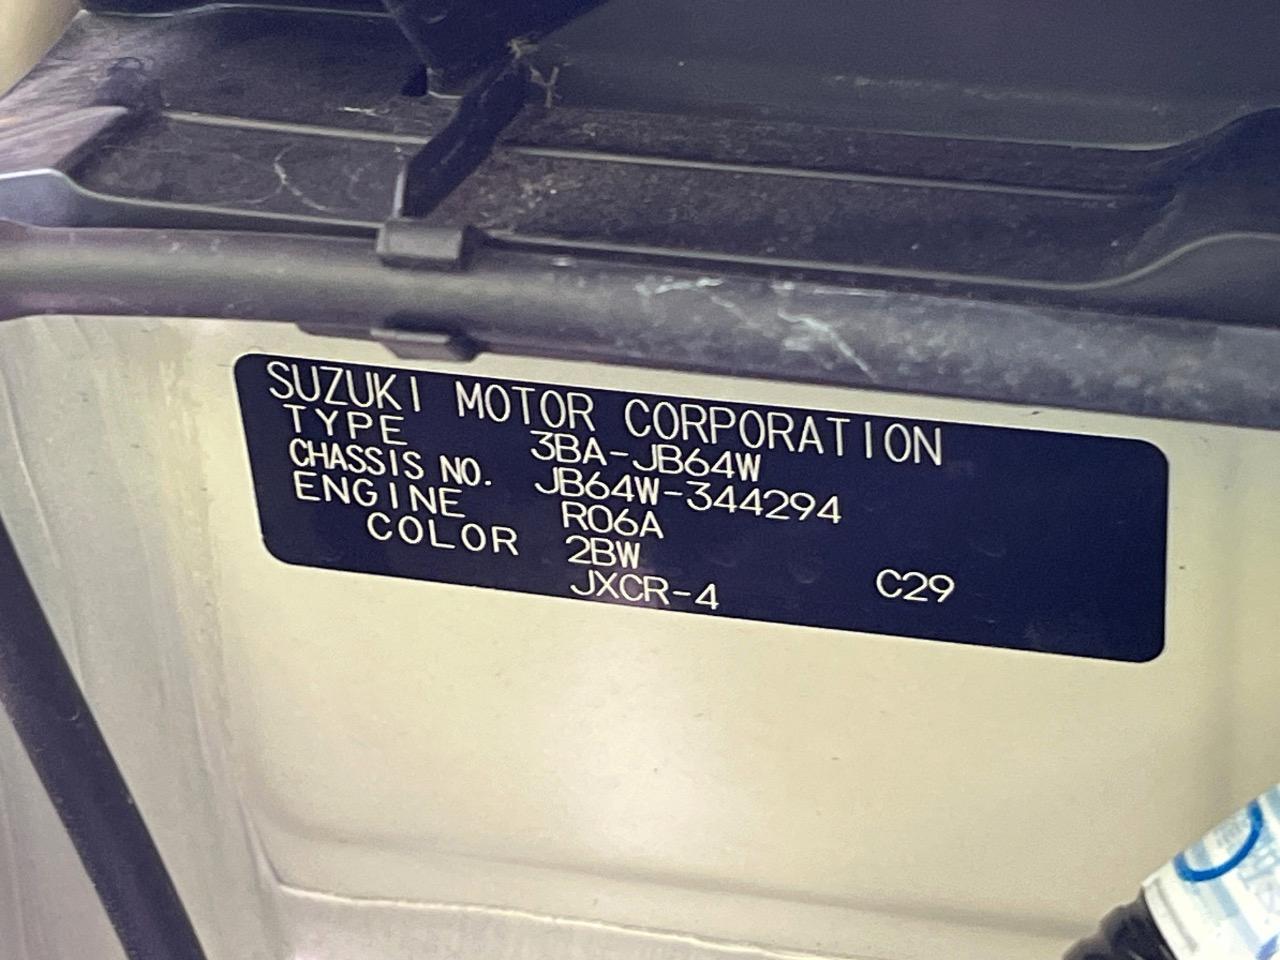 SUZUKI MOTOR CORPORATION
TYPE 3BA-JB64W
CHASSIS NO. JB64W-344294
ENGINE R06A
COLOR 2BW
JXCR-4 C29